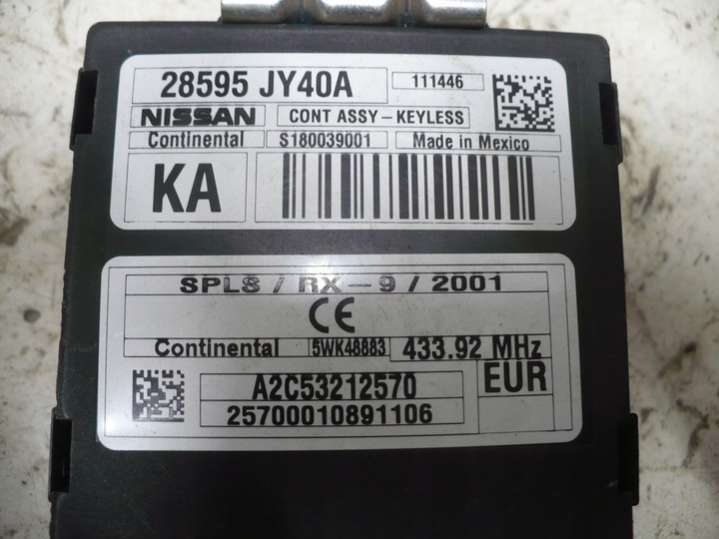 28595 JY40A 111446
NISSAN CONT ASSY-KEYLESS
Continental S180039001 Made in Mexico
KA
SPLS / RX-9 / 2001
CE
Continental 5WK48883 433.92 MHz
A2C53212570 EUR
25700010891106